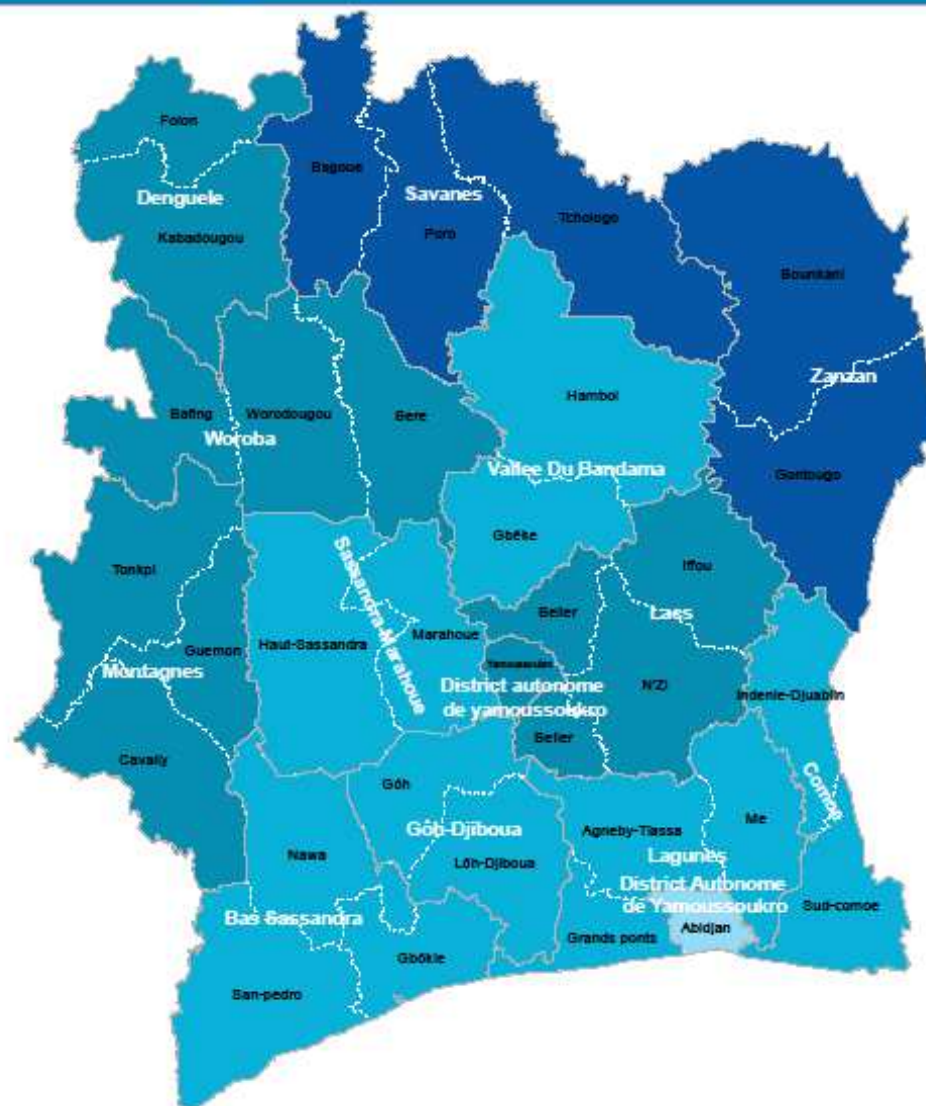 Folon
Bagoue
Denguele
Savanes
Tchologo
Poro
Kabadougou
Bounkani
Zanzan
Hambol
Bafing
Worodougou
Bere
Woroba
Vallee Du Bandama
Gontougo
Gbêke
Sassandra-Marahoue
Tonkpi
Iffou
Belier
Lacs
Haut-Sassandra
Marahoue
Guemon
Montagnes
District autonome
de yamoussokro
N'Zi
Indenie-Djuablin
Belier
Cavally
Gôh
Comoe
Me
Agneby-Tiassa
Gôh-Djiboua
Nawa
Lôh-Djiboua
Lagunes
District Autonome
de Yamoussoukro
Sud-comoe
Bas Sassandra
Abidjan
Grands ponts
Gbôkle
San-pedro